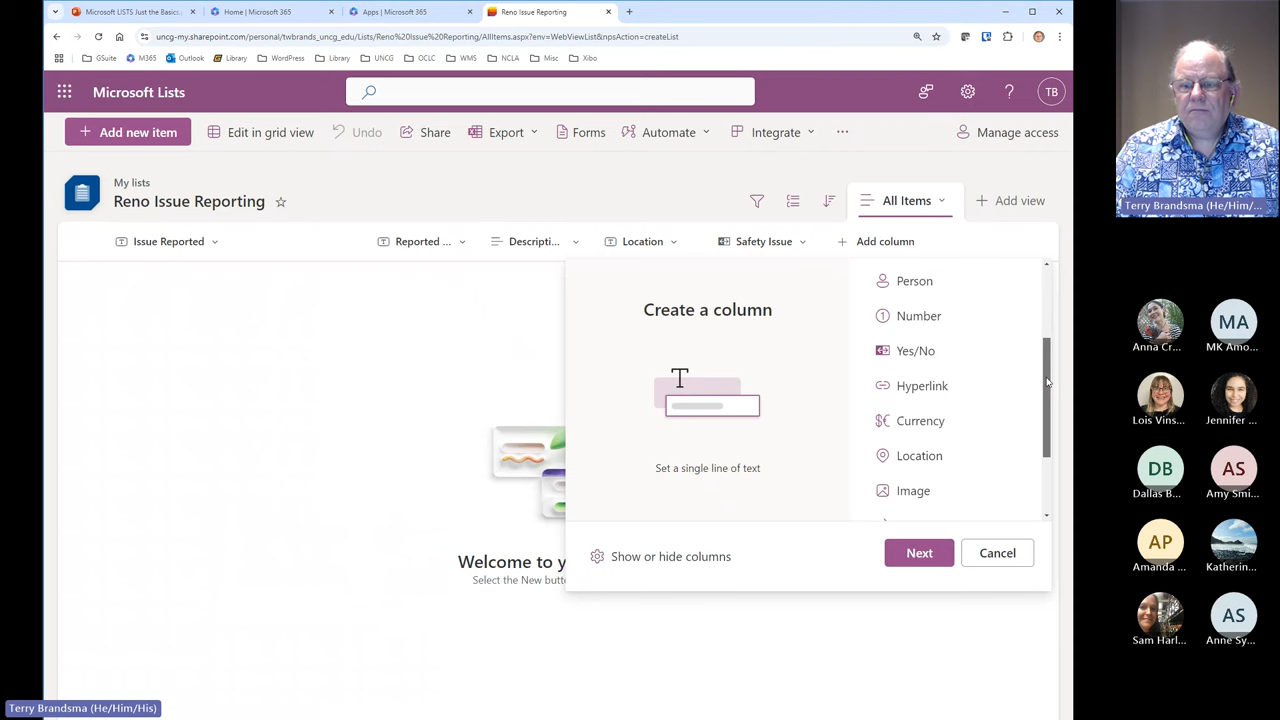 Microsoft LISTS Just the Basics
Home | Microsoft 365
Apps | Microsoft 365
Reno Issue Reporting
uncg-my.sharepoint.com/personal/twbrands_uncg_edu/Lists/Reno%20Issue%20Reporting/AllItems.aspx?env=WebViewList&npsAction=createList
GSuite
M365
Outlook
Library
WordPress
Library
UNCG
OCLC
WMS
NCLA
Misc
Xibo
Microsoft Lists
TB
Add new item
Edit in grid view
Undo
Share
Export
Forms
Automate
Integrate
Manage access
My lists
Reno Issue Reporting
All Items
Add view
Issue Reported
Reported ...
Descripti...
Location
Safety Issue
Add column
Create a column
Set a single line of text
Person
Number
Yes/No
Hyperlink
Currency
Location
Image
Show or hide columns
Next
Cancel
Welcome to y
Select the New butt
Terry Brandsma (He/Him/...
Anna Cr...
MA
MK Amo...
Lois Vins...
Jennifer ...
DB
Dallas B...
AS
Amy Smi...
AP
Amanda ...
Katherin...
Sam Harl...
AS
Anne Sy...
Terry Brandsma (He/Him/His)